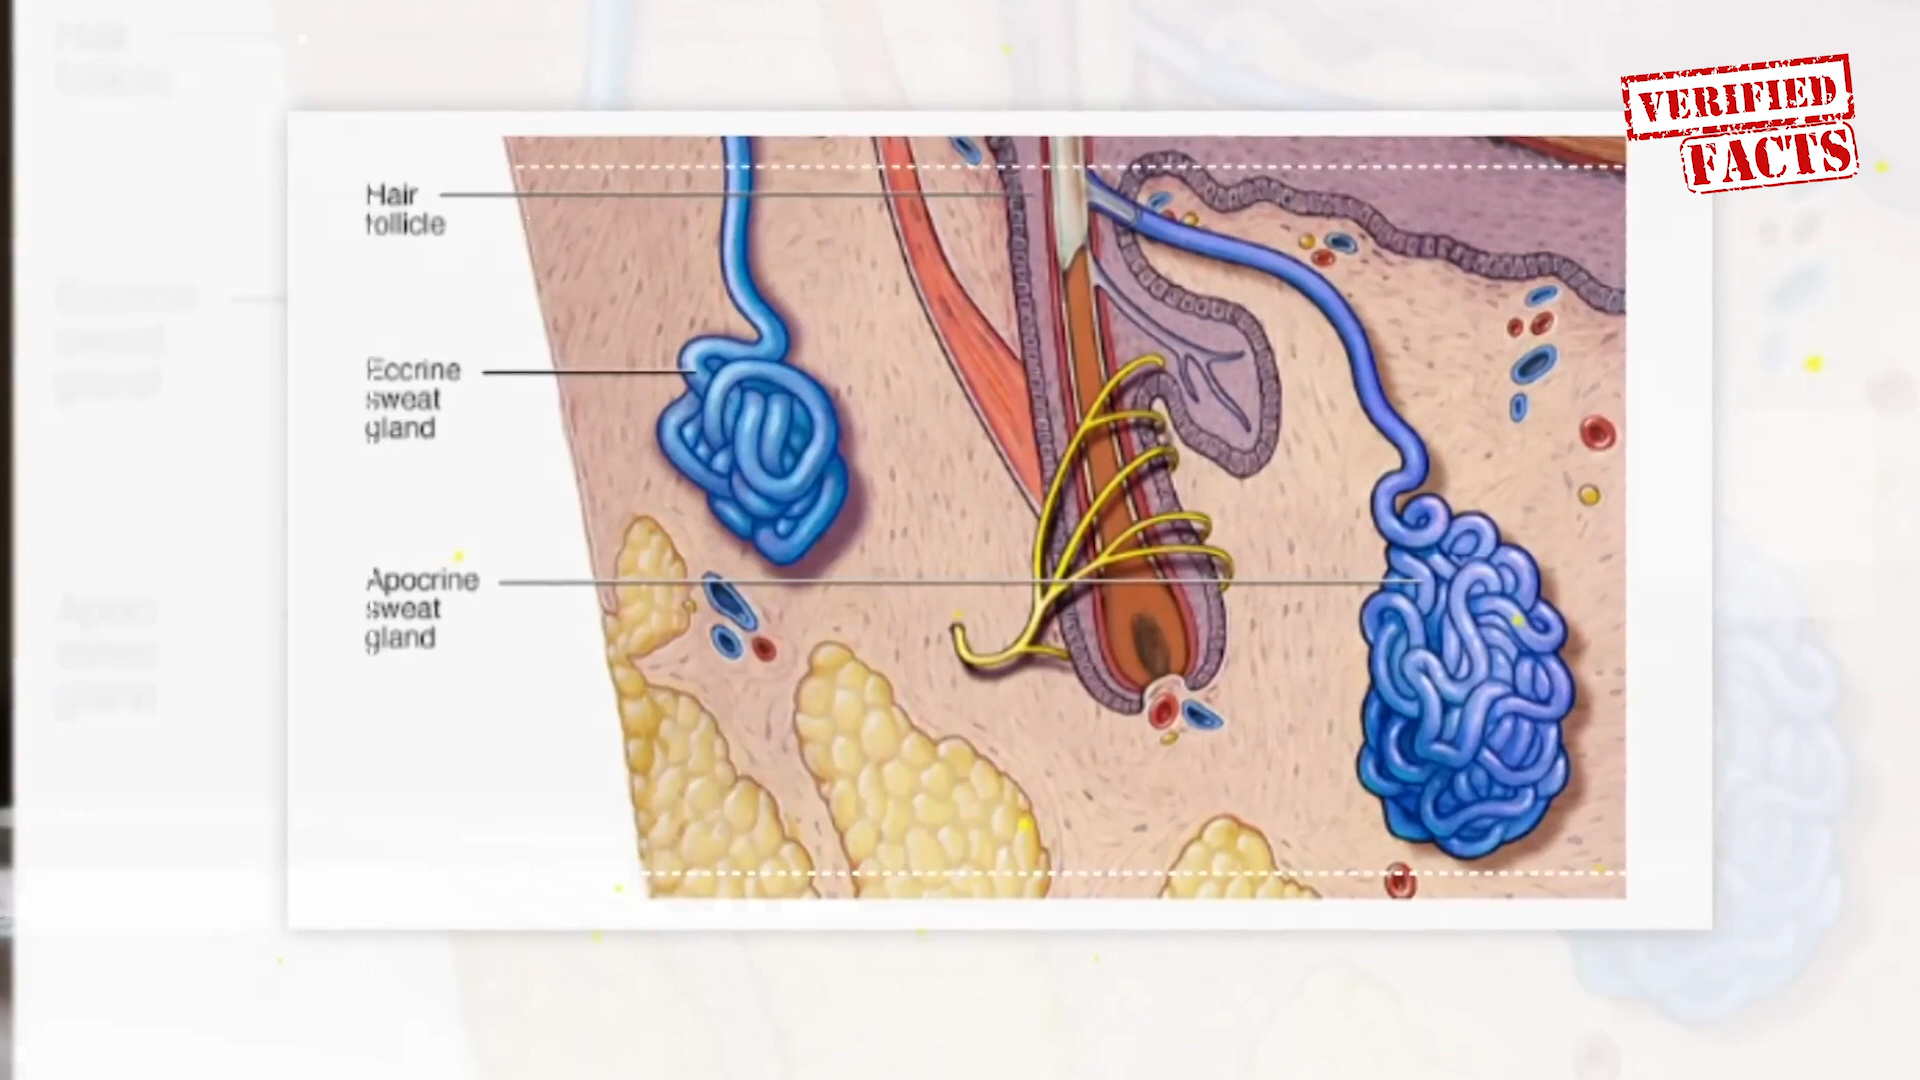 VERIFIED
FACTS
Hair
follicle
Eccrine
sweat
gland
Apocrine
sweat
gland